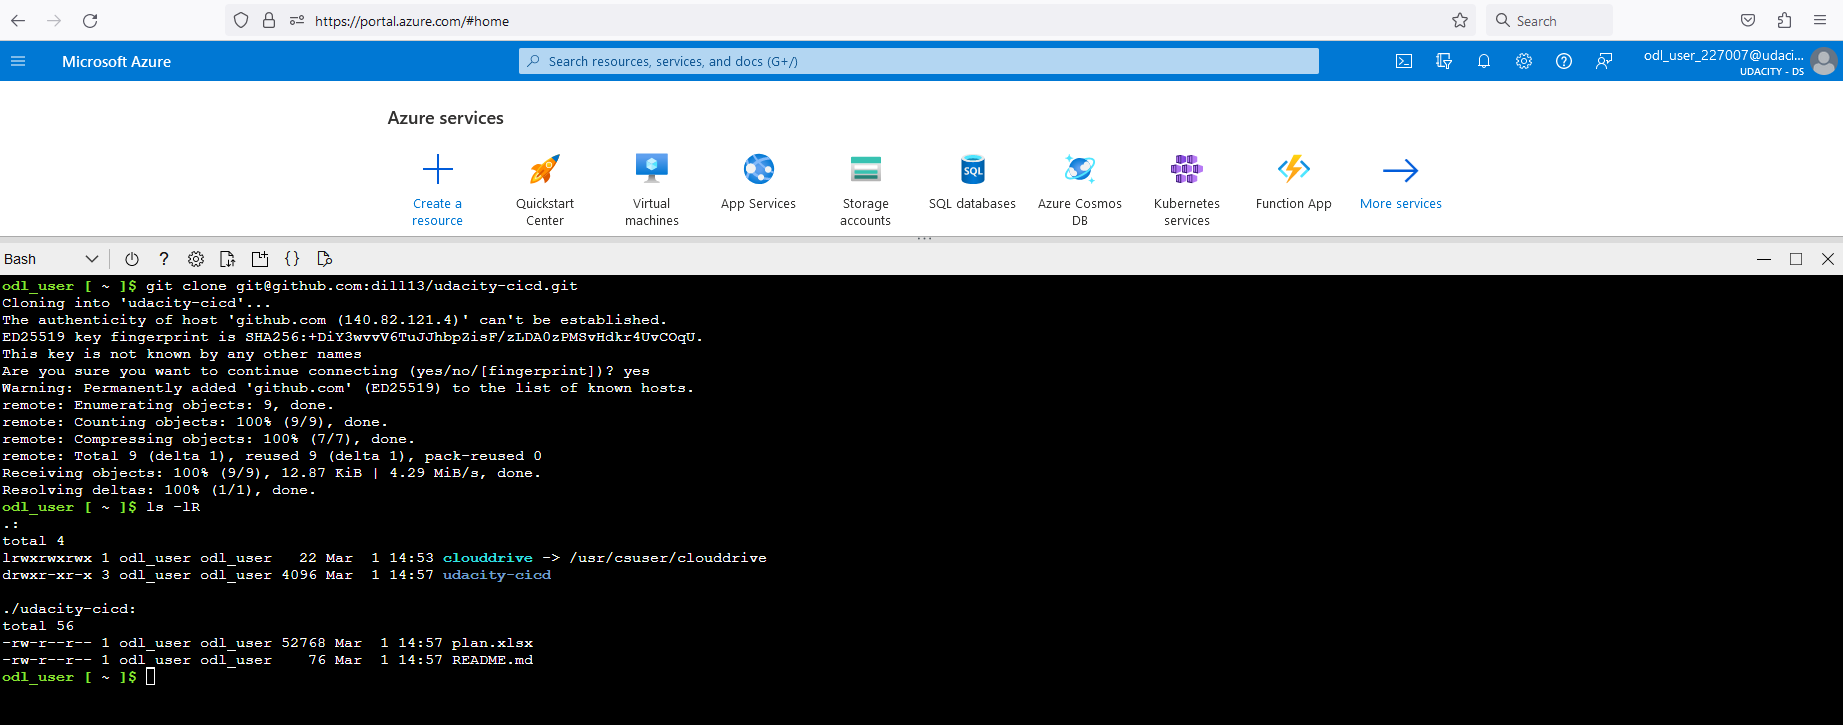 https://portal.azure.com/#home
Search
Microsoft Azure
Search resources, services, and docs (G+/)
odl_user_227007@udaci...
UDACITY - DS
Azure services
Create a resource
Quickstart Center
Virtual machines
App Services
Storage accounts
SQL databases
Azure Cosmos DB
Kubernetes services
Function App
More services
Bash
odl_user [ ~ ]$ git clone git@github.com:dill13/udacity-cicd.git
Cloning into 'udacity-cicd'...
The authenticity of host 'github.com (140.82.121.4)' can't be established.
ED25519 key fingerprint is SHA256:+DiY3wvvV6TuJJhbpZisF/zLDA0zPMSvHdkr4UvCOqU.
This key is not known by any other names
Are you sure you want to continue connecting (yes/no/[fingerprint])? yes
Warning: Permanently added 'github.com' (ED25519) to the list of known hosts.
remote: Enumerating objects: 9, done.
remote: Counting objects: 100% (9/9), done.
remote: Compressing objects: 100% (7/7), done.
remote: Total 9 (delta 1), reused 9 (delta 1), pack-reused 0
Receiving objects: 100% (9/9), 12.87 KiB | 4.29 MiB/s, done.
Resolving deltas: 100% (1/1), done.
odl_user [ ~ ]$ ls -lR
.:
total 4
lrwxrwxrwx 1 odl_user odl_user   22 Mar  1 14:53 clouddrive -> /usr/csuser/clouddrive
drwxr-xr-x 3 odl_user odl_user 4096 Mar  1 14:57 udacity-cicd
./udacity-cicd:
total 56
-rw-r--r-- 1 odl_user odl_user 52768 Mar  1 14:57 plan.xlsx
-rw-r--r-- 1 odl_user odl_user    76 Mar  1 14:57 README.md
odl_user [ ~ ]$